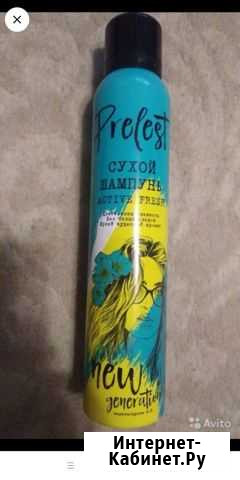 Prelest
СУХОЙ
ШАМПУНЬ
ACTIVE FRESH
new
generation
Avito
Интернет-
Кабинет.Ру